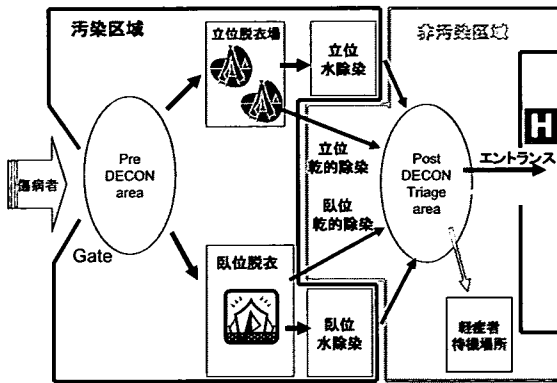 汚染区域
非汚染区域
立位脱衣場
立位
水除染
傷病者
Pre
DECON
area
Gate
立位
乾的除染
臥位
乾的除染
Post
DECON
Triage
area
H
エントランス
臥位脱衣
臥位
水除染
軽症者
待機場所